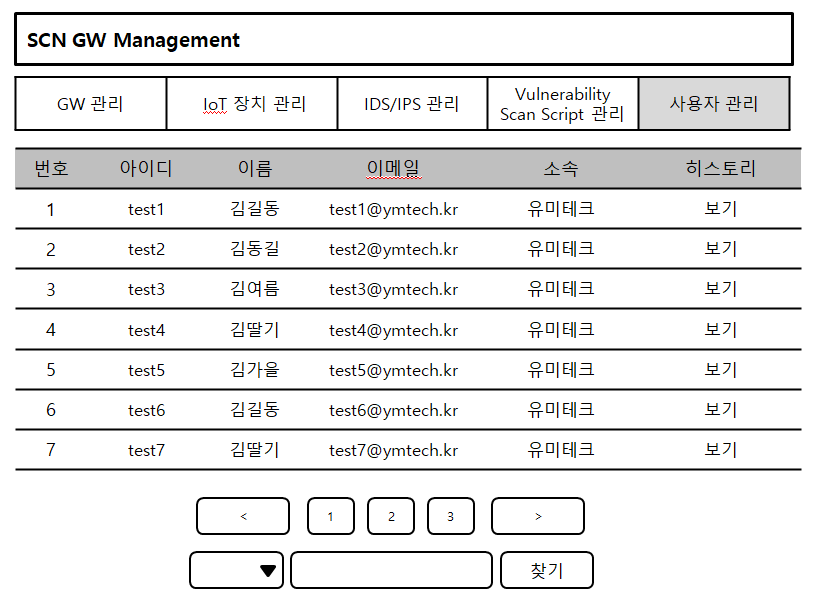 SCN GW Management
GW 관리 IoT 장치 관리 IDS/IPS 관리 Vulnerability Scan Script 관리 사용자 관리
번호 아이디 이름 이메일 소속 히스토리
1 test1 김길동 test1@ymtech.kr 유미테크 보기
2 test2 김동길 test2@ymtech.kr 유미테크 보기
3 test3 김여름 test3@ymtech.kr 유미테크 보기
4 test4 김딸기 test4@ymtech.kr 유미테크 보기
5 test5 김가을 test5@ymtech.kr 유미테크 보기
6 test6 김길동 test6@ymtech.kr 유미테크 보기
7 test7 김딸기 test7@ymtech.kr 유미테크 보기
< 1 2 3 >
찾기